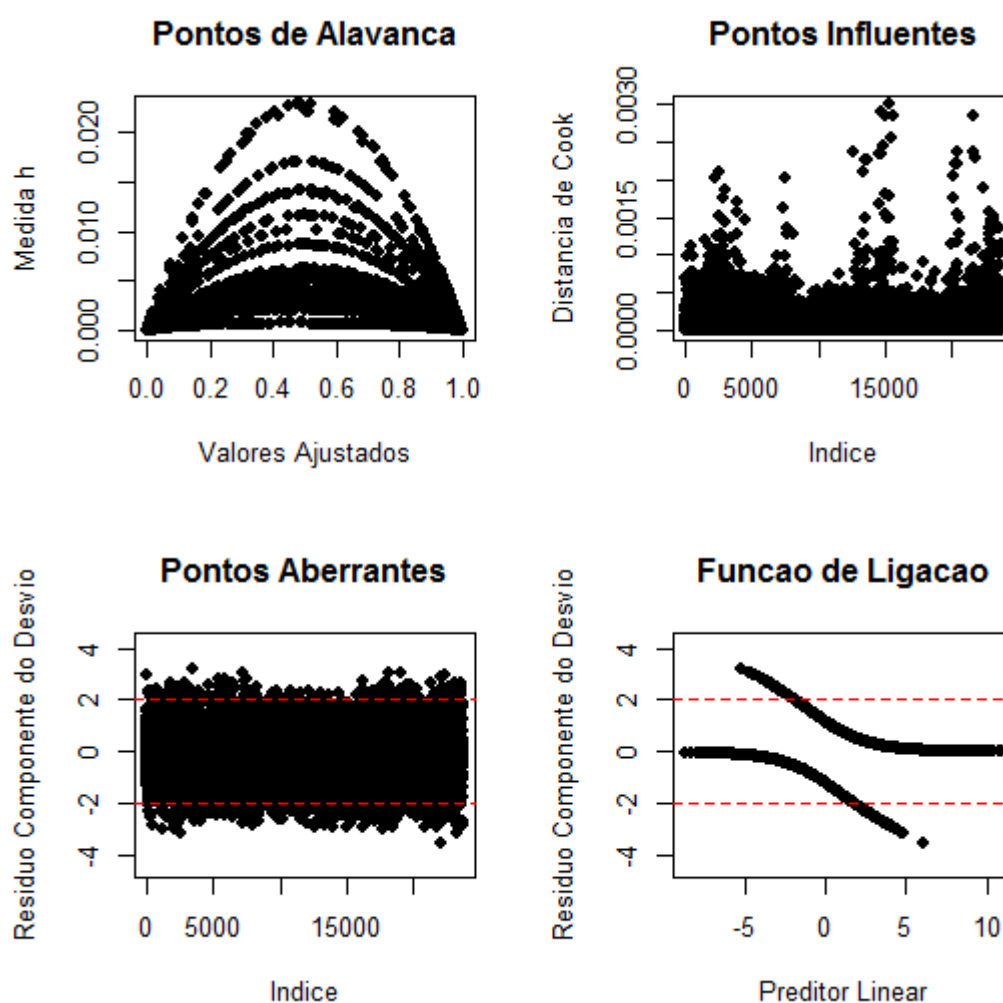 Pontos de Alavanca
Medida h
0.000 0.010 0.020
0.0 0.2 0.4 0.6 0.8 1.0
Valores Ajustados
Pontos Influentes
Distancia de Cook
0.0000 0.0015 0.0030
0 5000 15000
Indice
Pontos Aberrantes
Residuo Componente do Desvio
-4 -2 0 2 4
0 5000 15000
Indice
Funcao de Ligacao
Residuo Componente do Desvio
-4 -2 0 2 4
-5 0 5 10
Preditor Linear